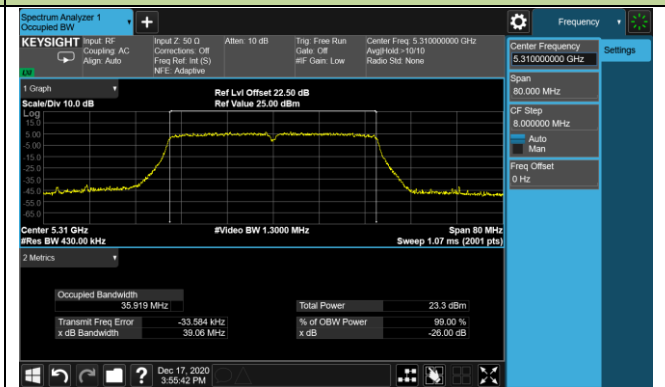 Spectrum Analyzer 1
Occupied BW
Frequency
KEYSIGHT
Input: RF
Coupling: AC
Align: Auto
Input Z: 50 Ω
Corrections: Off
Freq Ref: Int (S)
NFE: Adaptive
Atten: 10 dB
Trig: Free Run
Gate: Off
#IF Gain: Low
Center Freq: 5.310000000 GHz
Avg|Hold:>10/10
Radio Std: None
Center Frequency
5.310000000 GHz
Settings
Span
80.000 MHz
CF Step
8.000000 MHz
Auto
Man
Freq Offset
0 Hz
1 Graph
Scale/Div 10.0 dB
Ref Lvl Offset 22.50 dB
Ref Value 25.00 dBm
Log
15.0
5.00
-5.00
-15.0
-25.0
-35.0
-45.0
-55.0
-65.0
Center 5.31 GHz
#Res BW 430.00 kHz
#Video BW 1.3000 MHz
Span 80 MHz
Sweep 1.07 ms (2001 pts)
2 Metrics
Occupied Bandwidth
35.919 MHz
Total Power 23.3 dBm
Transmit Freq Error -33.584 kHz
x dB Bandwidth 39.06 MHz
% of OBW Power 99.00 %
x dB -26.00 dB
Dec 17, 2020
3:55:42 PM